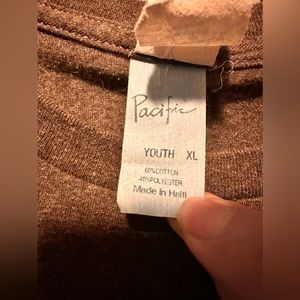 Pacific
YOUTH XL
60%COTTON
40%POLYESTER
Made In Haiti